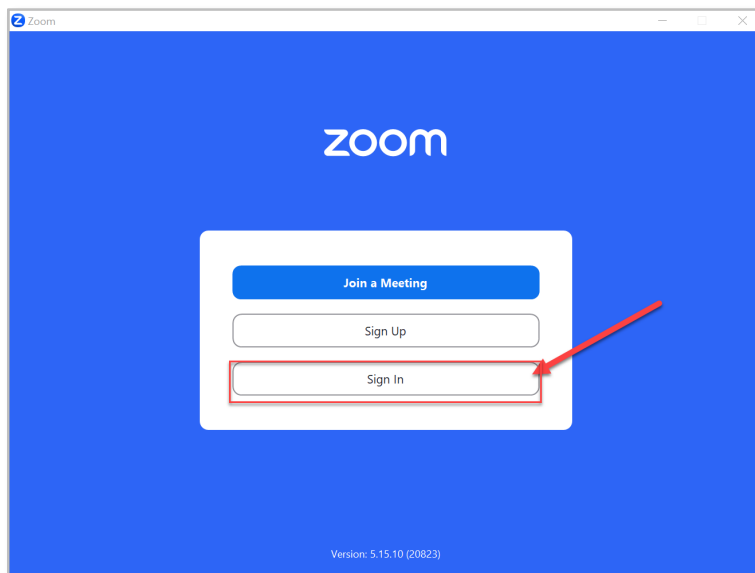 Zoom
zoom
Join a Meeting
Sign Up
Sign In
Version: 5.15.10 (20823)